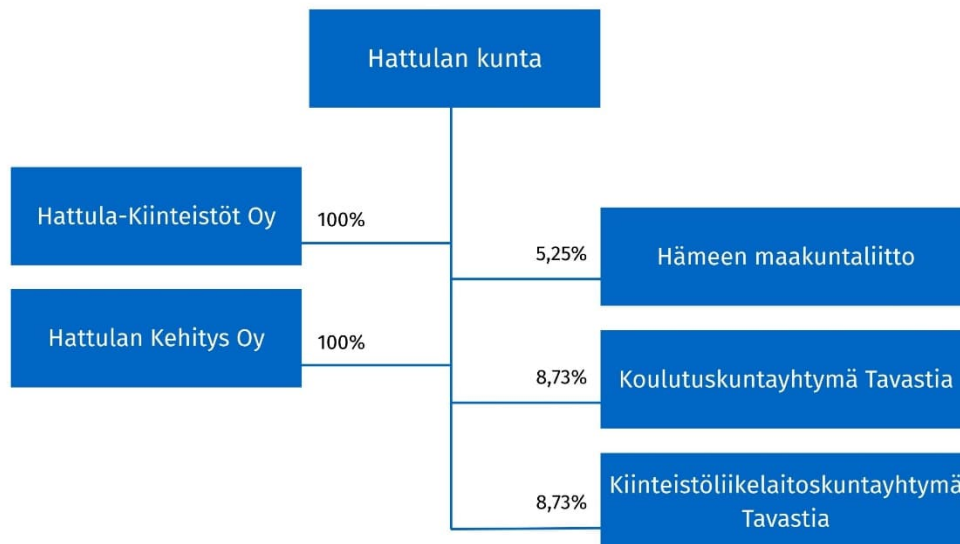 Hattulan kunta
Hattula-Kiinteistöt Oy
100%
5,25%
Hämeen maakuntaliitto
Hattulan Kehitys Oy
100%
8,73%
Koulutuskuntayhtymä Tavastia
8,73%
Kiinteistöliikelaitoskuntayhtymä
Tavastia